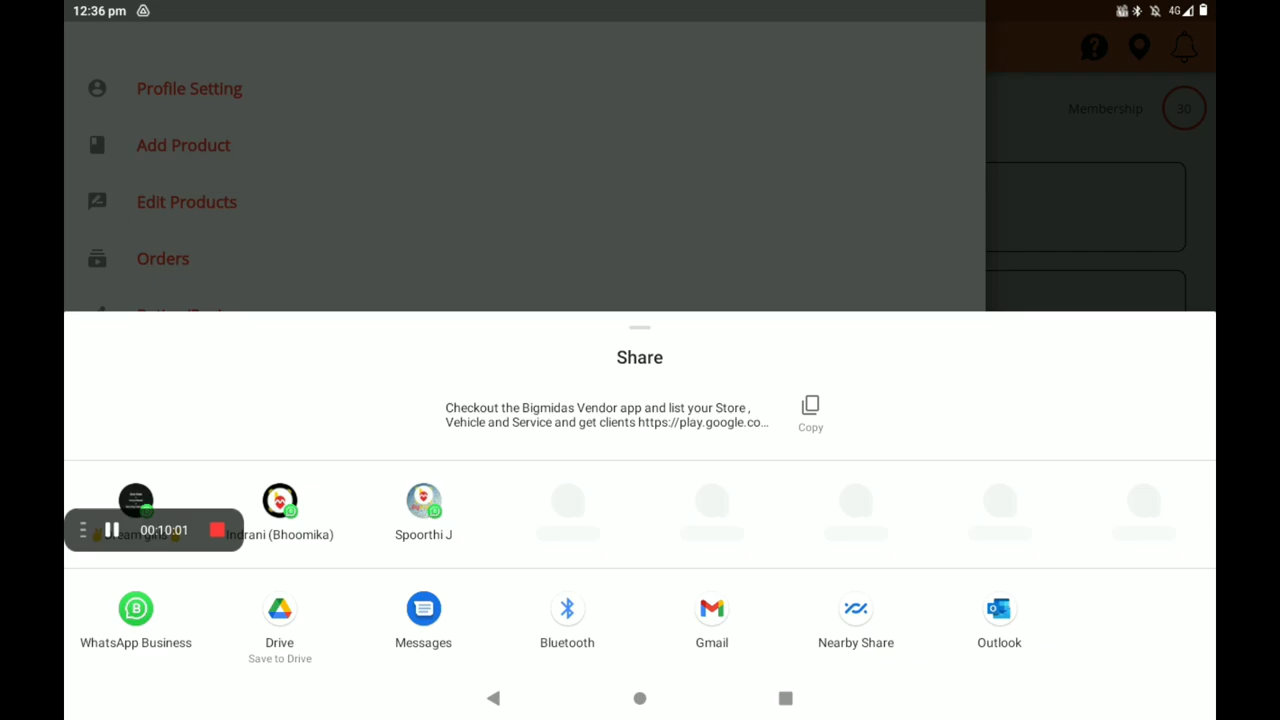 12:36 pm
4G
Profile Setting
Membership
30
Add Product
Edit Products
Orders
Share
Checkout the Bigmidas Vendor app and list your Store ,
Vehicle and Service and get clients https://play.google.co...
Copy
00:10:01
Indrani (Bhoomika)
Spoorthi J
WhatsApp Business
Drive
Save to Drive
Messages
Bluetooth
Gmail
Nearby Share
Outlook